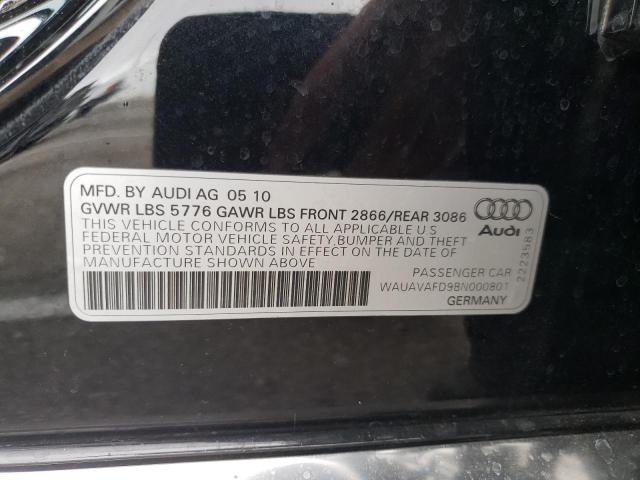 MFD. BY AUDI AG 05 10
GVWR LBS 5776 GAWR LBS FRONT 2866/REAR 3086
THIS VEHICLE CONFORMS TO ALL APPLICABLE U.S
FEDERAL MOTOR VEHICLE SAFETY,BUMPER AND THEFT
PREVENTION STANDARDS IN EFFECT ON THE DATE OF
MANUFACTURE SHOWN ABOVE
Audi
2223583
PASSENGER CAR
WAUAVAFD9BN000801
GERMANY